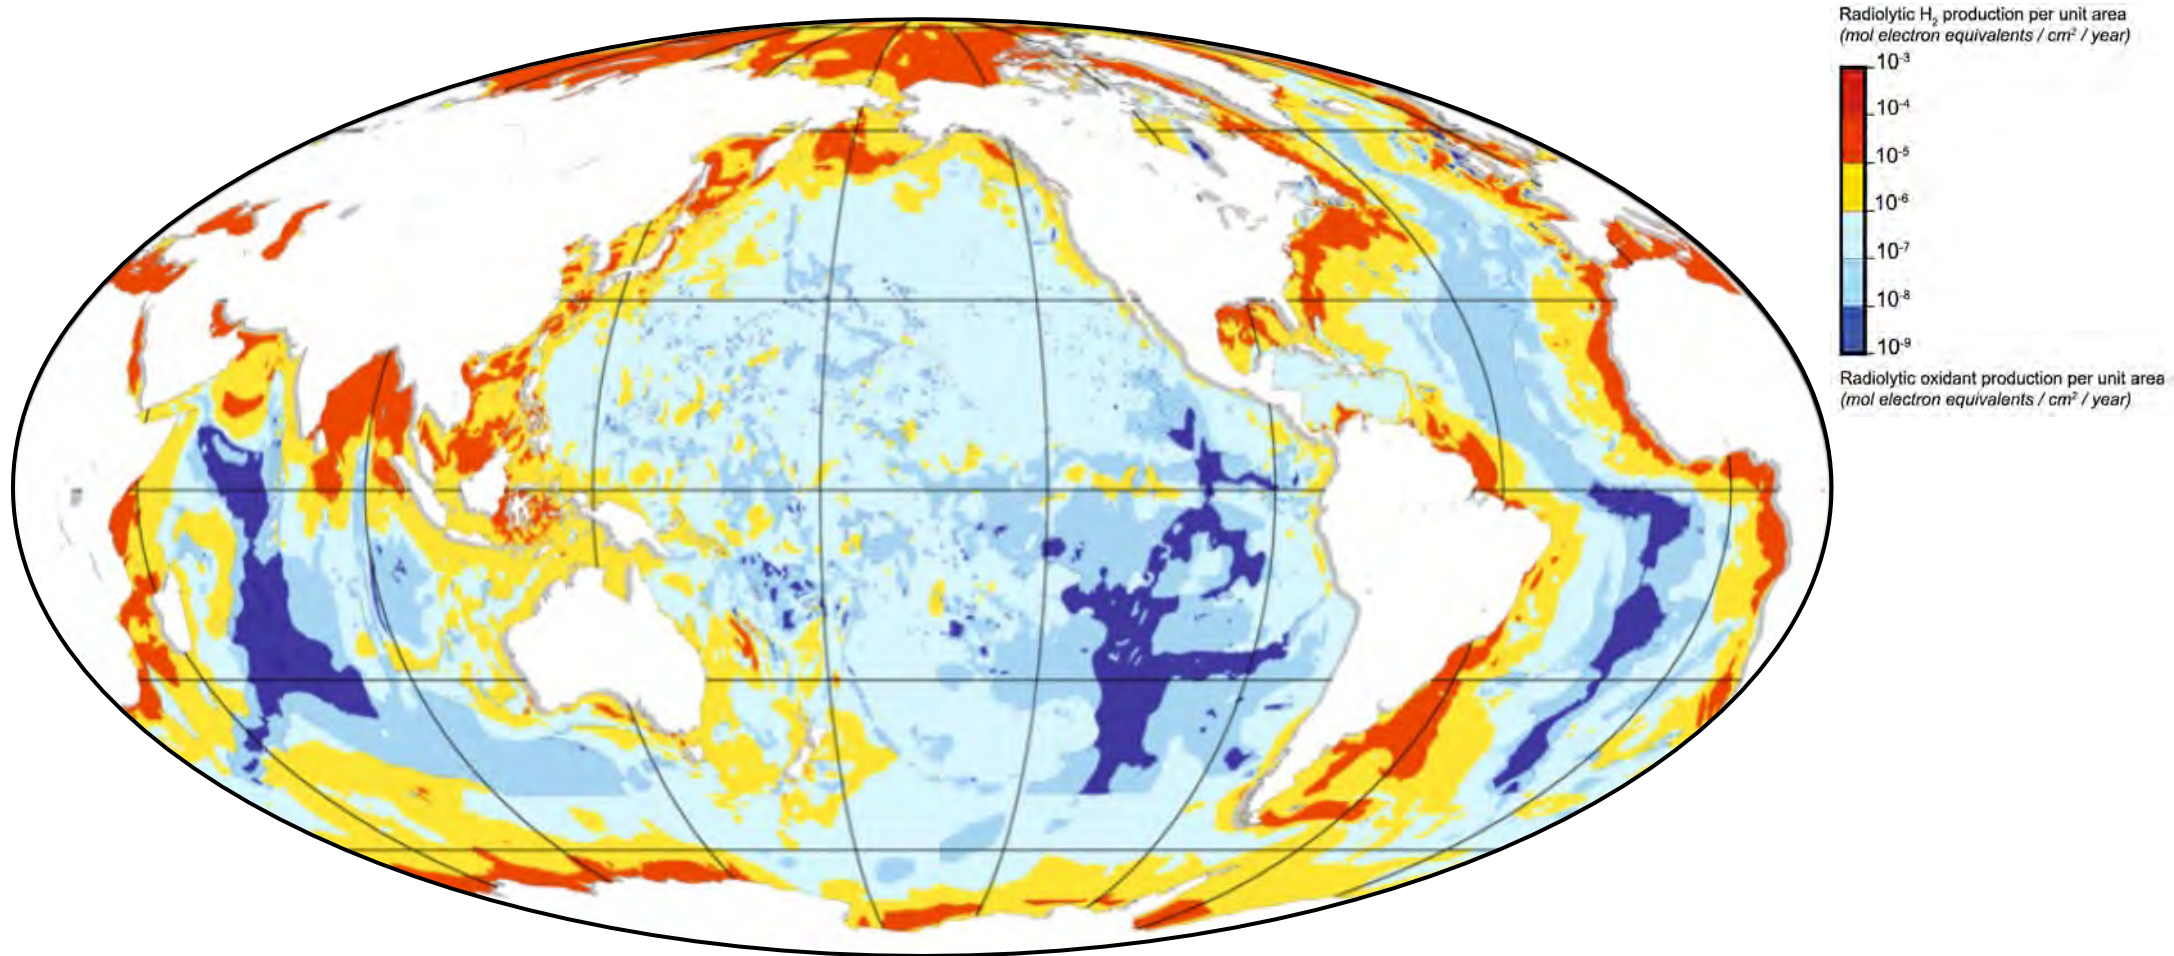 Radiolytic H₂ production per unit area
(mol electron equivalents / cm² / year)
10⁻³
10⁻⁴
10⁻⁵
10⁻⁶
10⁻⁷
10⁻⁸
10⁻⁹
Radiolytic oxidant production per unit area
(mol electron equivalents / cm² / year)